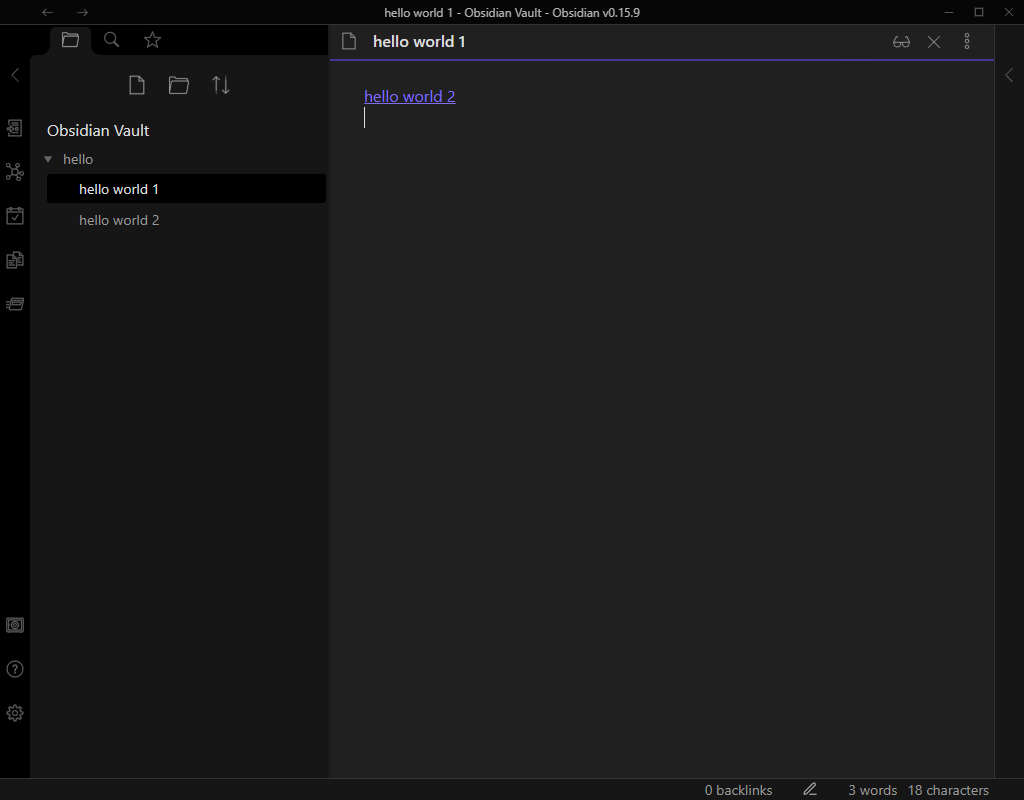 hello world 1 - Obsidian Vault - Obsidian v0.15.9
hello world 1
Obsidian Vault
hello
hello world 1
hello world 2
hello world 2
0 backlinks
3 words
18 characters